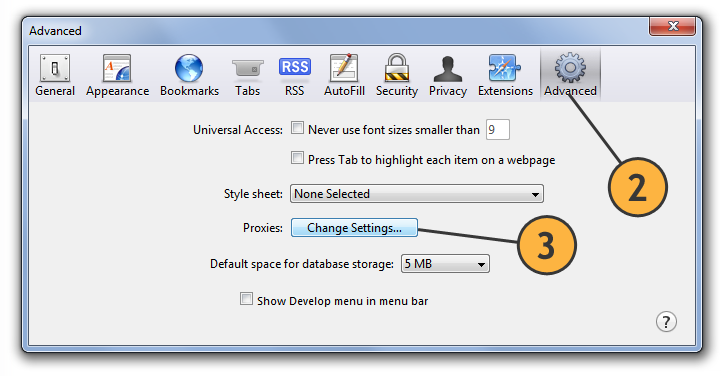 Advanced
General Appearance Bookmarks Tabs RSS AutoFill Security Privacy Extensions Advanced
RSS
Universal Access: Never use font sizes smaller than 9
Press Tab to highlight each item on a webpage
2
Style sheet: None Selected
Proxies: Change Settings...
3
Default space for database storage: 5 MB
Show Develop menu in menu bar
?